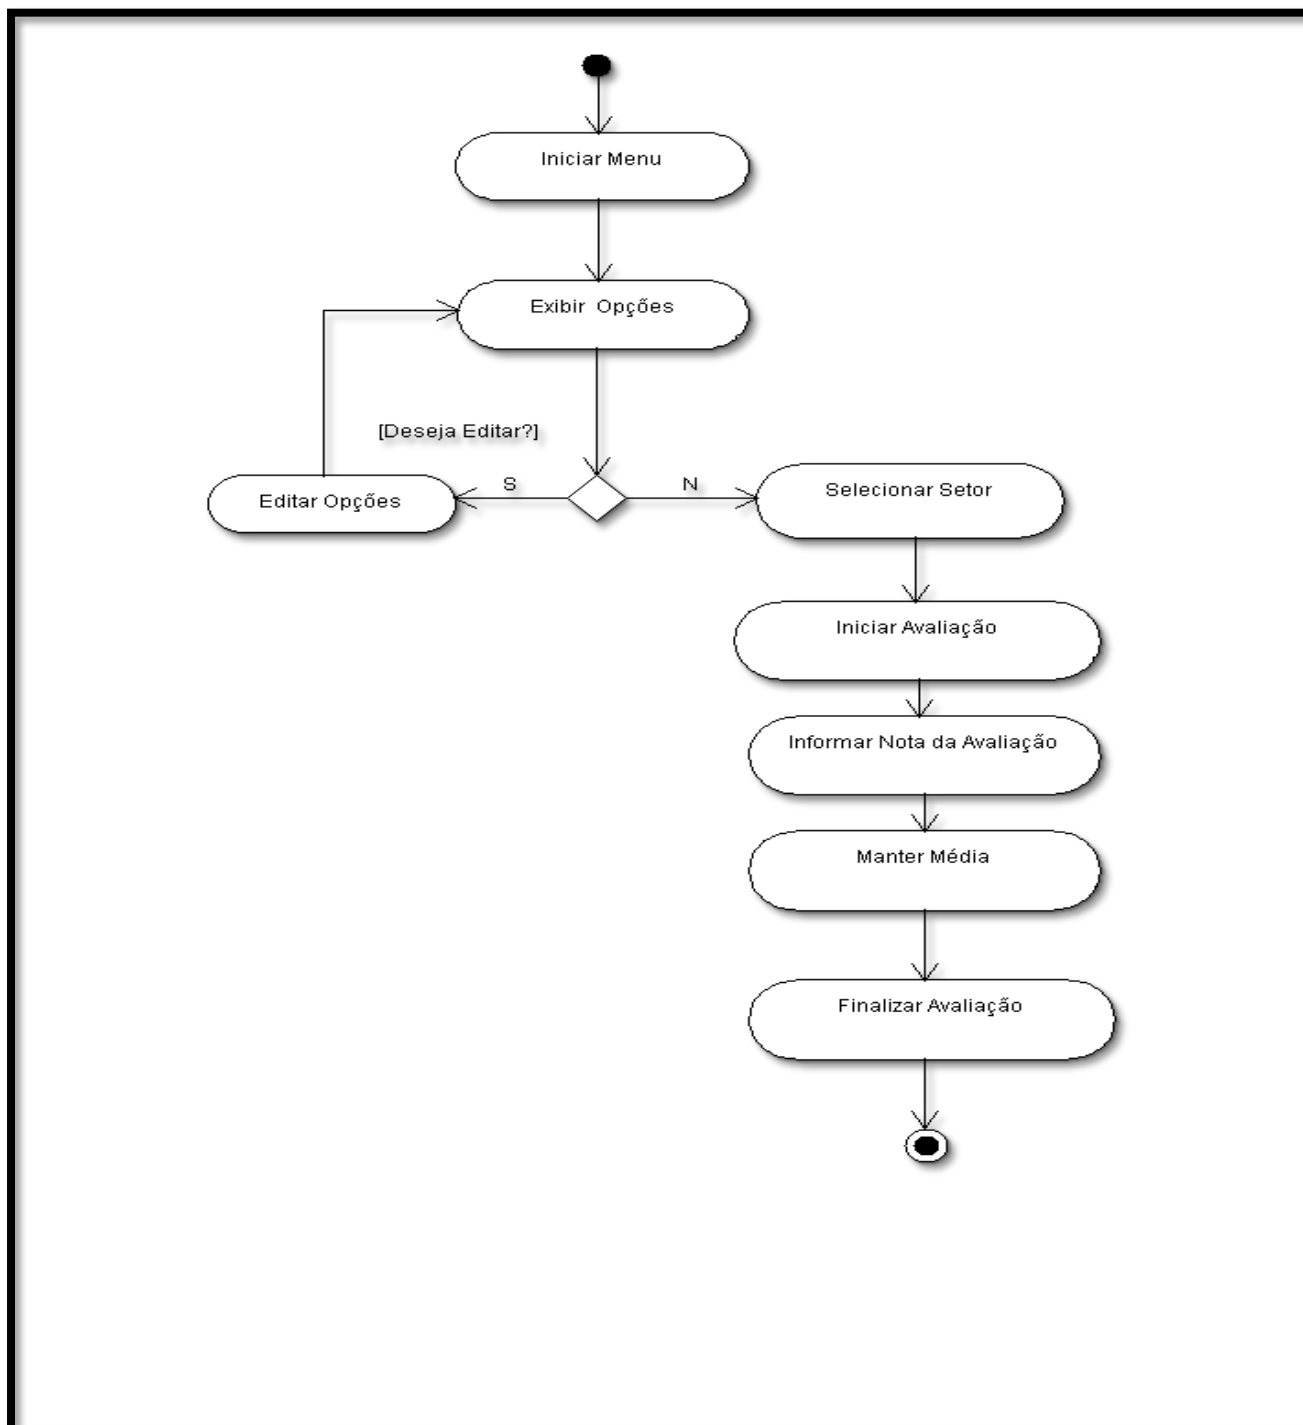 Iniciar Menu
Exibir  Opções
[Deseja Editar?]
S
N
Editar Opções
Selecionar Setor
Iniciar Avaliação
Informar Nota da Avaliação
Manter Média
Finalizar Avaliação